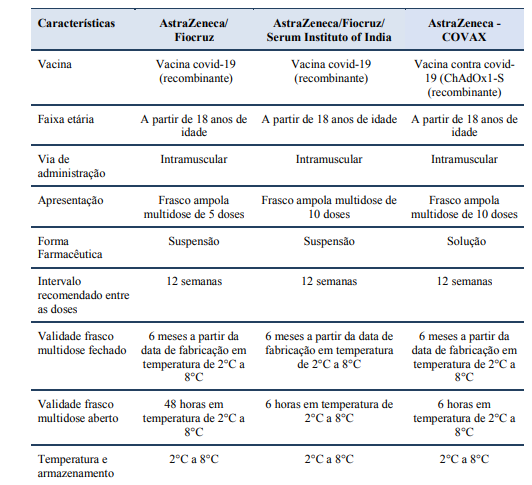 Características AstraZeneca/ AstraZeneca/Fiocruz/ AstraZeneca -
Fiocruz Serum Instituto of India COVAX
Vacina Vacina covid-19 Vacina covid-19 Vacina contra covid-
(recombinante) (recombinante) 19 (ChAdOx1-S
(recombinante)
Faixa etária A partir de 18 anos de A partir de 18 anos de idade A partir de 18 anos de
idade idade
Via de Intramuscular Intramuscular Intramuscular
administração
Apresentação Frasco ampola Frasco ampola multidose de Frasco ampola
multidose de 5 doses 10 doses multidose de 10 doses
Forma Suspensão Suspensão Solução
Farmacêutica
Intervalo 12 semanas 12 semanas 12 semanas
recomendado entre
as doses
Validade frasco 6 meses a partir da 6 meses a partir da data de 6 meses a partir da
multidose fechado data de fabricação em fabricação em temperatura data de fabricação em
temperatura de 2°C a de 2°C a 8°C temperatura de 2°C a
8°C 8°C
Validade frasco 48 horas em 6 horas em temperatura de 6 horas em
multidose aberto temperatura de 2°C a 2°C a 8°C temperatura de 2°C a
8°C 8°C
Temperatura e 2°C a 8°C 2°C a 8°C 2°C a 8°C
armazenamento